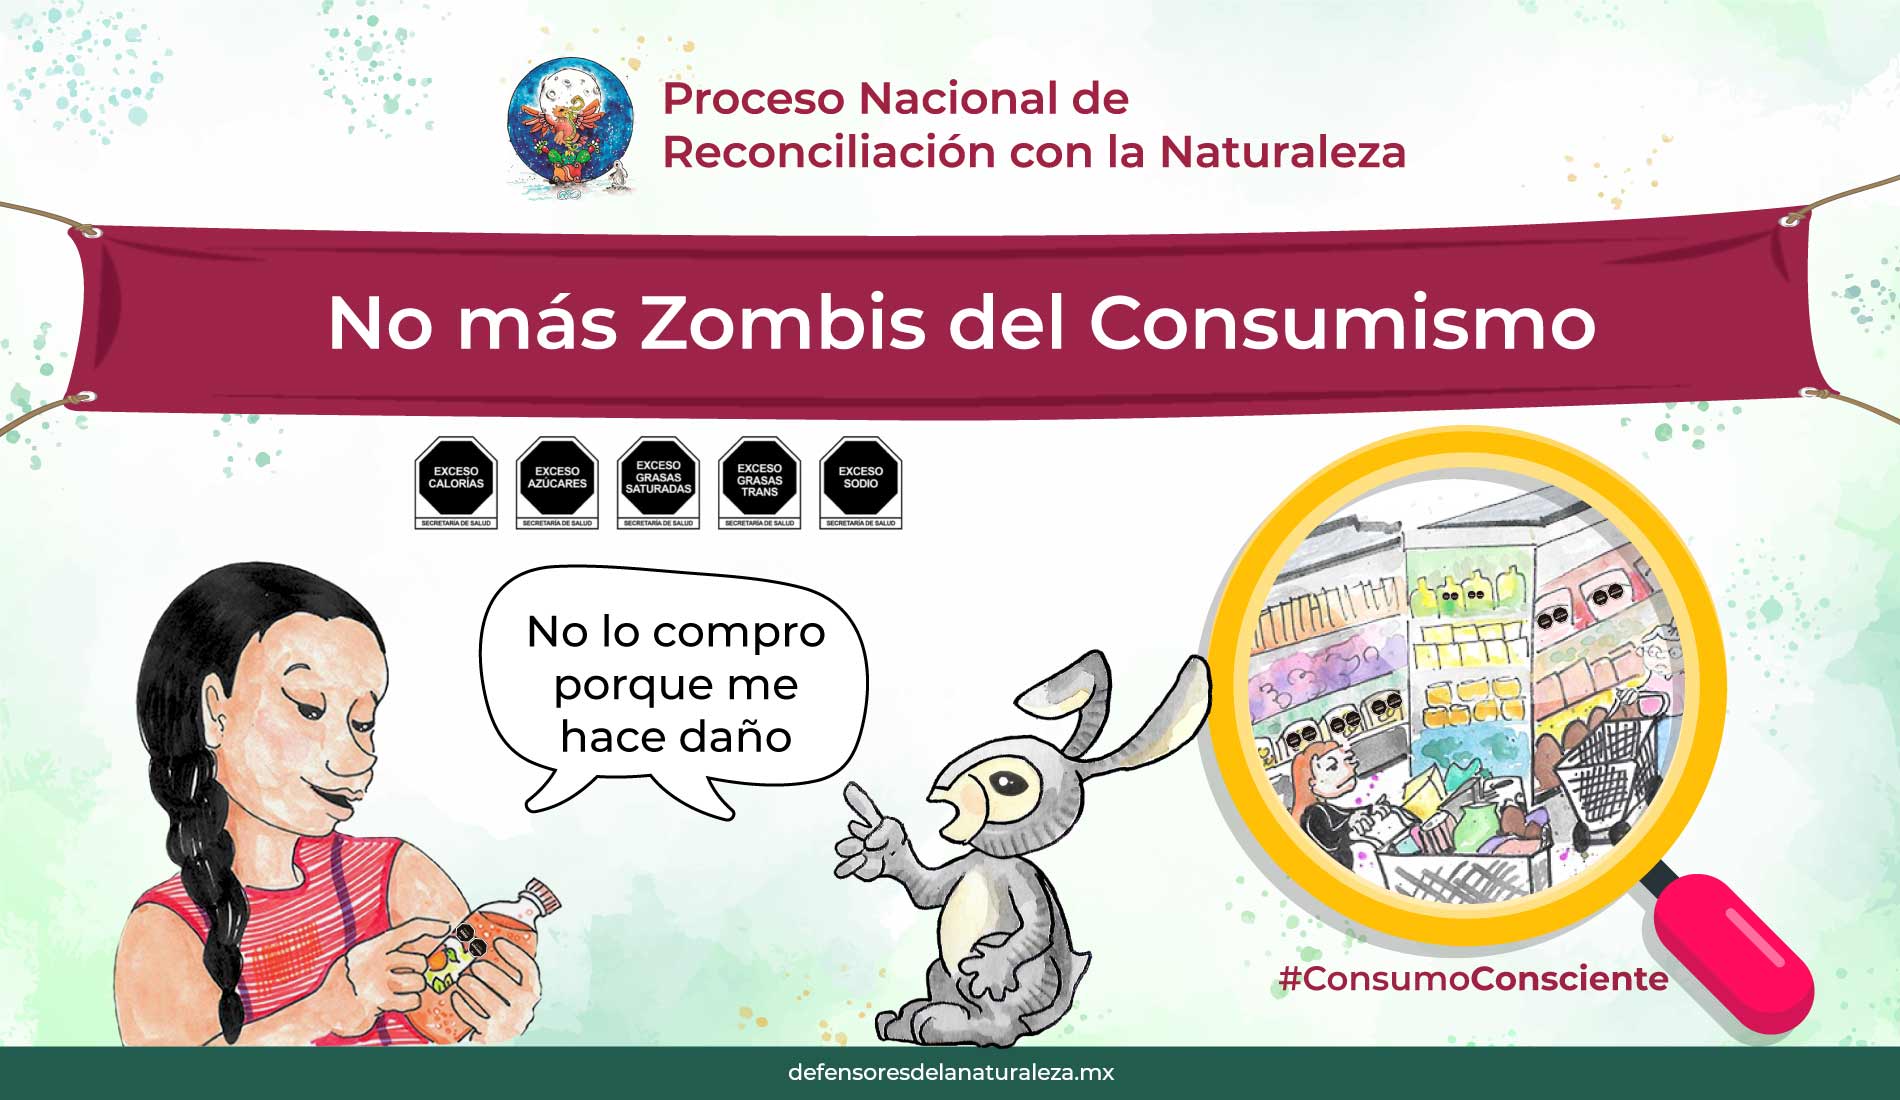 Proceso Nacional de
Reconciliación con la Naturaleza
No más Zombis del Consumismo
EXCESO
CALORÍAS
SECRETARÍA DE SALUD
EXCESO
AZÚCARES
SECRETARÍA DE SALUD
EXCESO
GRASAS
SATURADAS
SECRETARÍA DE SALUD
EXCESO
GRASAS
TRANS
SECRETARÍA DE SALUD
EXCESO
SODIO
SECRETARÍA DE SALUD
No lo compro
porque me
hace daño
#ConsumoConsciente
defensoresdelanaturaleza.mx